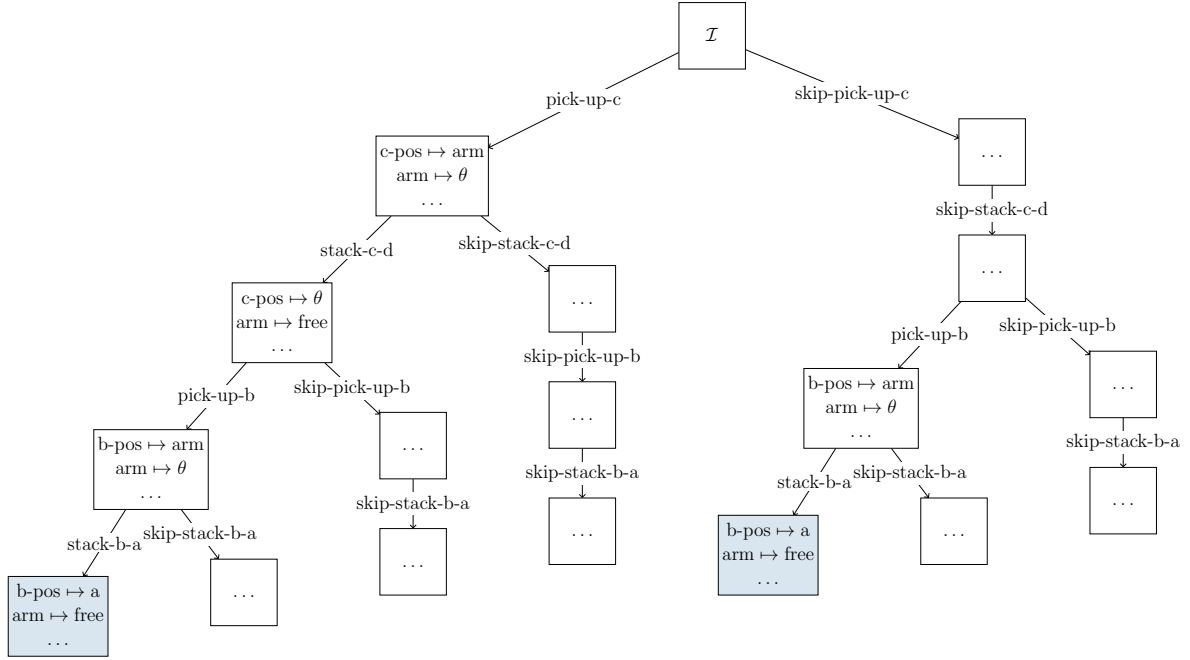 𝓘
pick-up-c
skip-pick-up-c
c-pos ↦ arm
arm ↦ θ
...
...
stack-c-d
skip-stack-c-d
skip-stack-c-d
c-pos ↦ θ
arm ↦ free
...
...
...
pick-up-b
skip-pick-up-b
skip-pick-up-b
pick-up-b
skip-pick-up-b
b-pos ↦ arm
arm ↦ θ
...
...
...
b-pos ↦ arm
arm ↦ θ
...
...
stack-b-a
skip-stack-b-a
skip-stack-b-a
skip-stack-b-a
stack-b-a
skip-stack-b-a
skip-stack-b-a
b-pos ↦ a
arm ↦ free
...
...
...
...
b-pos ↦ a
arm ↦ free
...
...
...